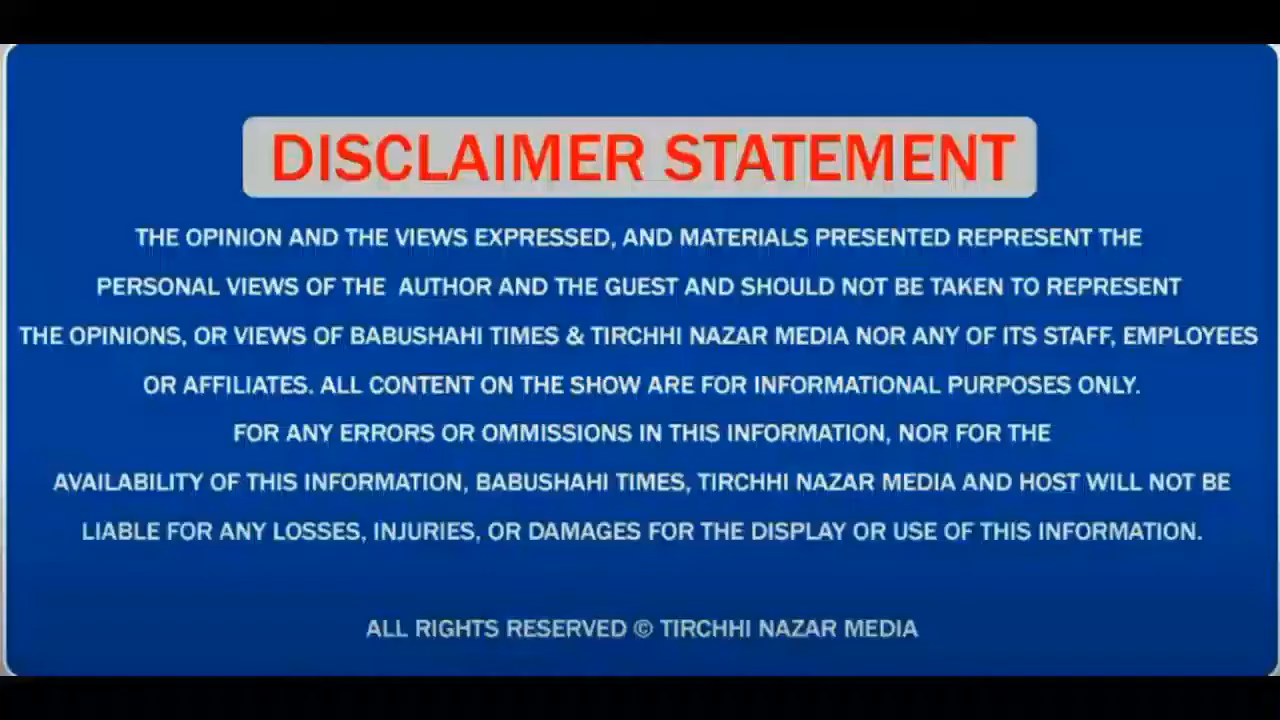 DISCLAIMER STATEMENT
THE OPINION AND THE VIEWS EXPRESSED, AND MATERIALS PRESENTED REPRESENT THE
PERSONAL VIEWS OF THE AUTHOR AND THE GUEST AND SHOULD NOT BE TAKEN TO REPRESENT
THE OPINIONS, OR VIEWS OF BABUSHAHI TIMES & TIRCHHI NAZAR MEDIA NOR ANY OF ITS STAFF, EMPLOYEES
OR AFFILIATES. ALL CONTENT ON THE SHOW ARE FOR INFORMATIONAL PURPOSES ONLY.
FOR ANY ERRORS OR OMMISSIONS IN THIS INFORMATION, NOR FOR THE
AVAILABILITY OF THIS INFORMATION, BABUSHAHI TIMES, TIRCHHI NAZAR MEDIA AND HOST WILL NOT BE
LIABLE FOR ANY LOSSES, INJURIES, OR DAMAGES FOR THE DISPLAY OR USE OF THIS INFORMATION.
ALL RIGHTS RESERVED © TIRCHHI NAZAR MEDIA